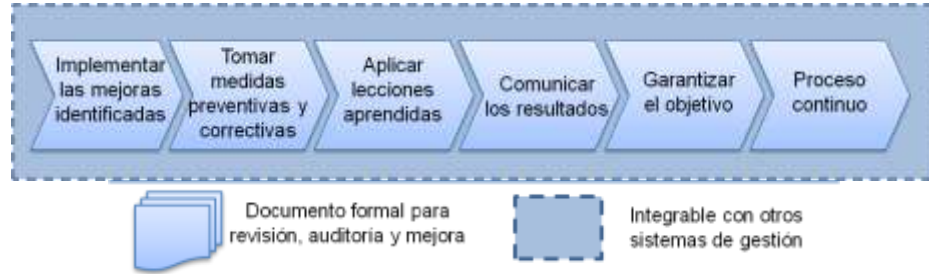 Implementar
las mejoras
identificadas
Tomar
medidas
preventivas y
correctivas
Aplicar
lecciones
aprendidas
Comunicar
los resultados
Garantizar
el objetivo
Proceso
continuo
Documento formal para
revisión, auditoria y mejora
Integrable con otros
sistemas de gestión